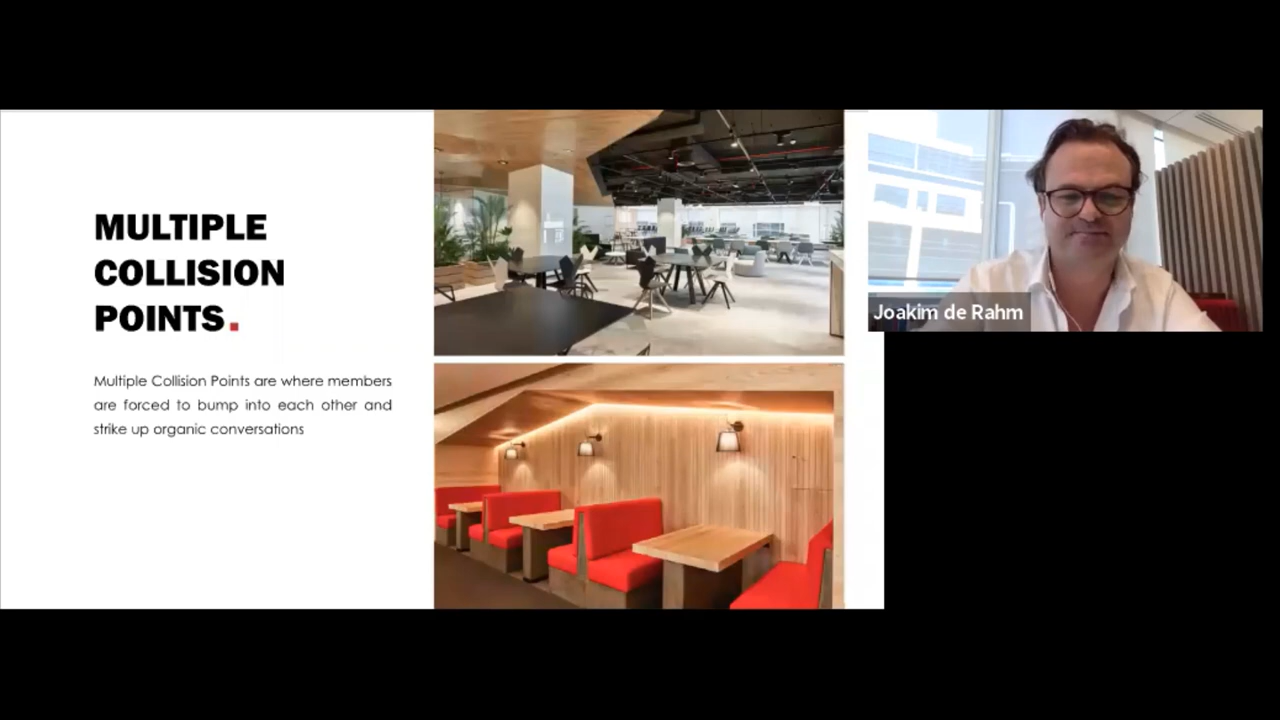 MULTIPLE
COLLISION
POINTS.
Multiple Collision Points are where members
are forced to bump into each other and
strike up organic conversations
Joakim de Rahm